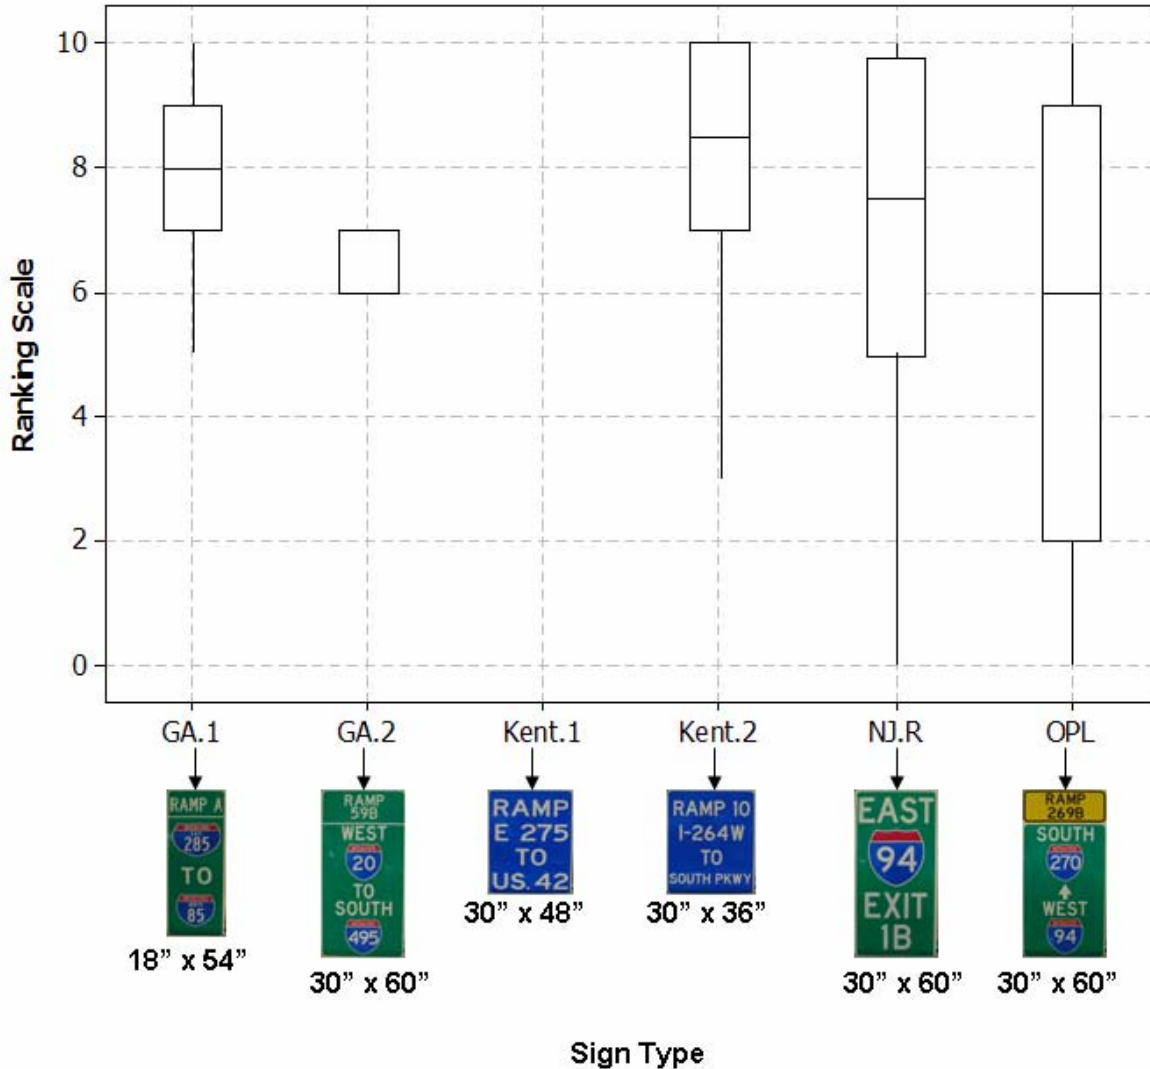 10
8
6
4
2
0
Ranking Scale
GA.1
GA.2
Kent.1
Kent.2
NJ.R
OPL
RAMP A
285
TO
85
18” x 54”
RAMP
59B
WEST
20
TO
SOUTH
495
30” x 60”
RAMP
E 275
TO
US.42
30” x 48”
RAMP 10
I-264W
TO
SOUTH PKWY
30” x 36”
EAST
94
EXIT
1B
30” x 60”
RAMP
269B
SOUTH
270
WEST
94
30” x 60”
Sign Type